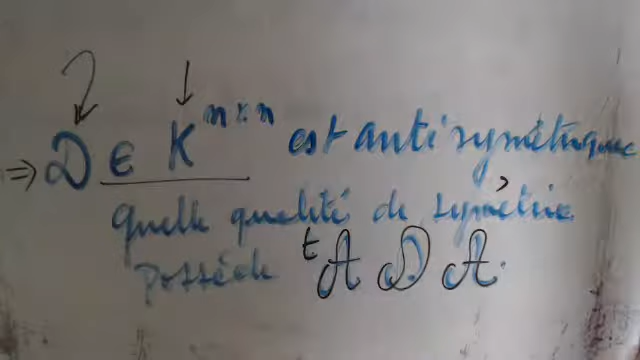 ⇒ D ∈ K^{n×n} est antisymétrique
quelle qualité de symétrie
possède ᵗA D A.